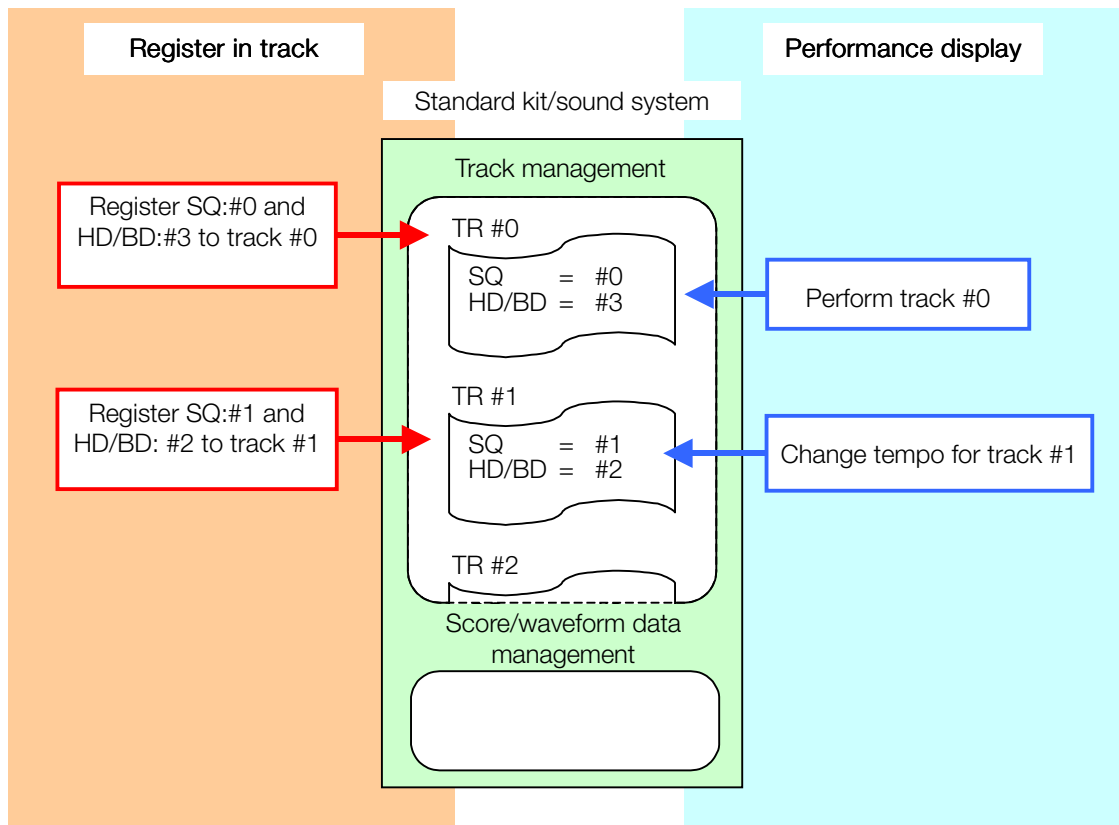 Register in track
Performance display
Standard kit/sound system
Track management
Register SQ:#0 and
HD/BD:#3 to track #0
TR #0
SQ = #0
HD/BD = #3
Perform track #0
Register SQ:#1 and
HD/BD: #2 to track #1
TR #1
SQ = #1
HD/BD = #2
Change tempo for track #1
TR #2
Score/waveform data
management